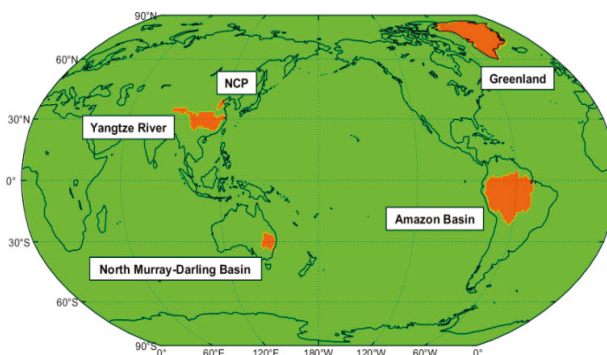 90°N
60°N
Greenland
NCP
30°N
Yangtze River
0°
Amazon Basin
30°S
North Murray-Darling Basin
60°S
90°S
0° 60°E 120°E 180°W 120°W 60°W 0°